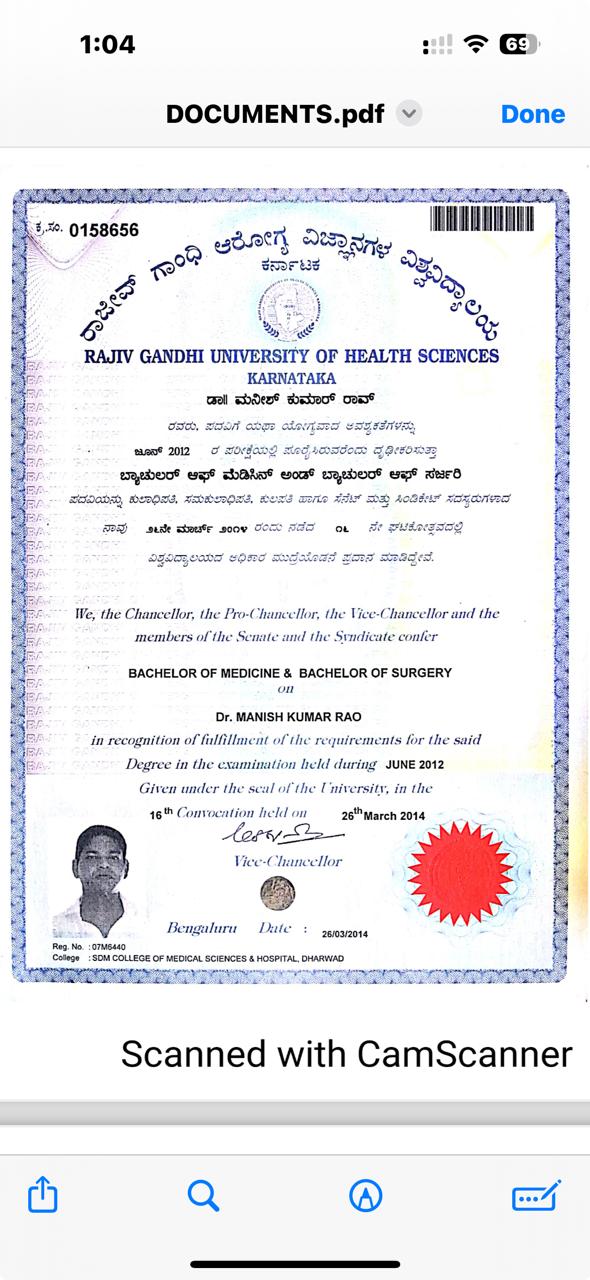 1:04
69
DOCUMENTS.pdf
Done
ಕ್ರ.ಸಂ. 0158656
ರಾಜೀವ್ ಗಾಂಧಿ ಆರೋಗ್ಯ ವಿಜ್ಞಾನಗಳ ವಿಶ್ವವಿದ್ಯಾಲಯ
ಕರ್ನಾಟಕ
RAJIV GANDHI UNIVERSITY OF HEALTH SCIENCES
KARNATAKA
ಡಾ|| ಮನೀಶ್ ಕುಮಾರ್ ರಾವ್
ರವರು, ಪದವಿಗೆ ಯಥಾ ಯೋಗ್ಯವಾದ ಅವಶ್ಯಕತೆಗಳನ್ನು
ಜೂನ್ 2012 ರ ಪರೀಕ್ಷೆಯಲ್ಲಿ ಪೂರೈಸಿರುವರೆಂದು ದೃಢೀಕರಿಸುತ್ತಾ
ಬ್ಯಾಚುಲರ್ ಆಫ್ ಮೆಡಿಸಿನ್ ಅಂಡ್ ಬ್ಯಾಚುಲರ್ ಆಫ್ ಸರ್ಜರಿ
ಪದವಿಯನ್ನು ಕುಲಾಧಿಪತಿ, ಸಮಕುಲಾಧಿಪತಿ, ಕುಲಪತಿ ಹಾಗೂ ಸೆನೆಟ್ ಮತ್ತು ಸಿಂಡಿಕೇಟ್ ಸದಸ್ಯರುಗಳಾದ
ನಾವು ೨೬ನೇ ಮಾರ್ಚ್ ೨೦೧೪ ರಂದು ನಡೆದ ೧೬ ನೇ ಘಟಿಕೋತ್ಸವದಲ್ಲಿ
ವಿಶ್ವವಿದ್ಯಾಲಯದ ಅಧಿಕಾರ ಮುದ್ರೆಯೊಡನೆ ಪ್ರದಾನ ಮಾಡಿದ್ದೇವೆ.
We, the Chancellor, the Pro-Chancellor, the Vice-Chancellor and the
members of the Senate and the Syndicate confer
BACHELOR OF MEDICINE & BACHELOR OF SURGERY
on
Dr. MANISH KUMAR RAO
in recognition of fulfillment of the requirements for the said
Degree in the examination held during JUNE 2012
Given under the seal of the University, in the
16th Convocation held on 26th March 2014
Vice-Chancellor
Bengaluru Date : 26/03/2014
Reg. No. : 07M6440
College : SDM COLLEGE OF MEDICAL SCIENCES & HOSPITAL, DHARWAD
Scanned with CamScanner